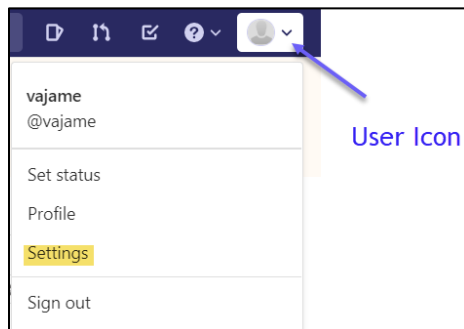 vajame
@vajame
User Icon
Set status
Profile
Settings
Sign out